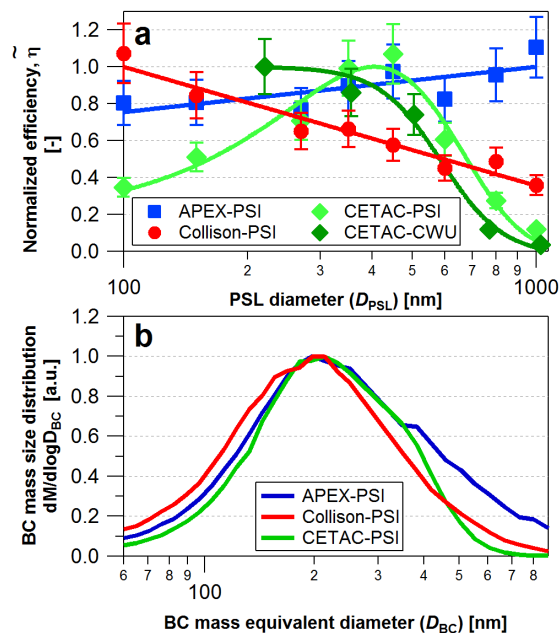 a
Normalized efficiency, η̃
[-]
1.2
1.0
0.8
0.6
0.4
0.2
0.0
APEX-PSI
CETAC-PSI
Collison-PSI
CETAC-CWU
100
2
3
4
5
6
7
8
9
1000
PSL diameter (D_PSL) [nm]
b
BC mass size distribution
dM/dlogD_BC [a.u.]
1.2
1.0
0.8
0.6
0.4
0.2
0.0
APEX-PSI
Collison-PSI
CETAC-PSI
6
7
8
9
100
2
3
4
5
6
7
8
BC mass equivalent diameter (D_BC) [nm]